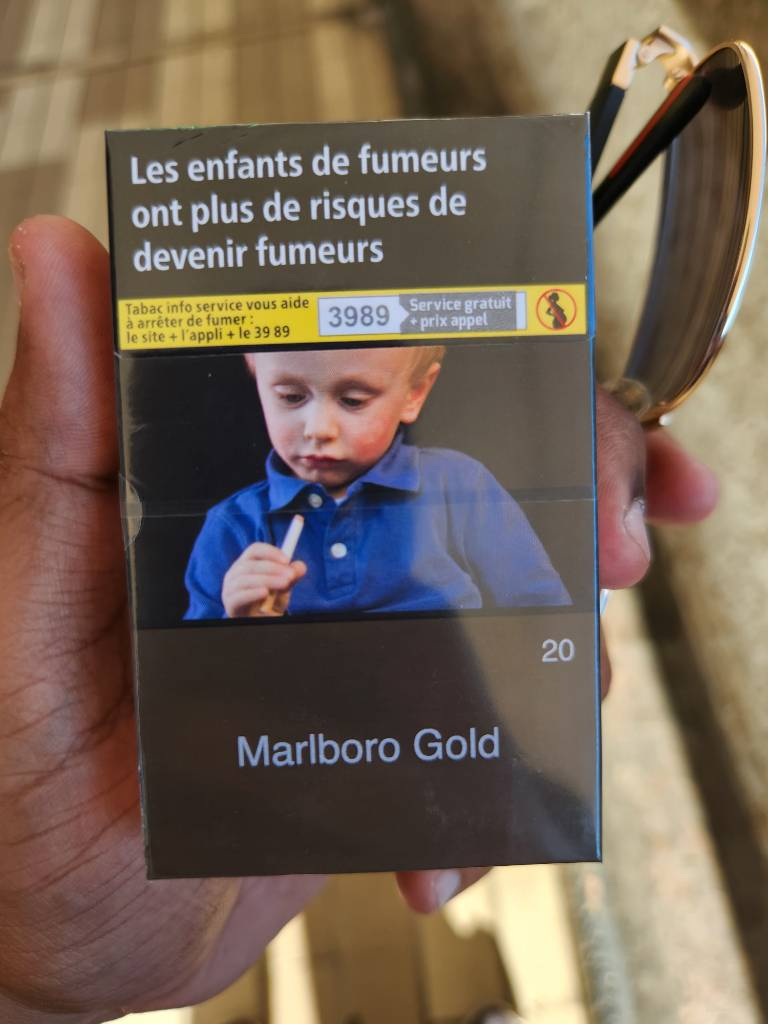 Les enfants de fumeurs
ont plus de risques de
devenir fumeurs
Tabac info service vous aide
à arrêter de fumer :
le site + l'appli + le 39 89
3989
Service gratuit
+ prix appel
20
Marlboro Gold